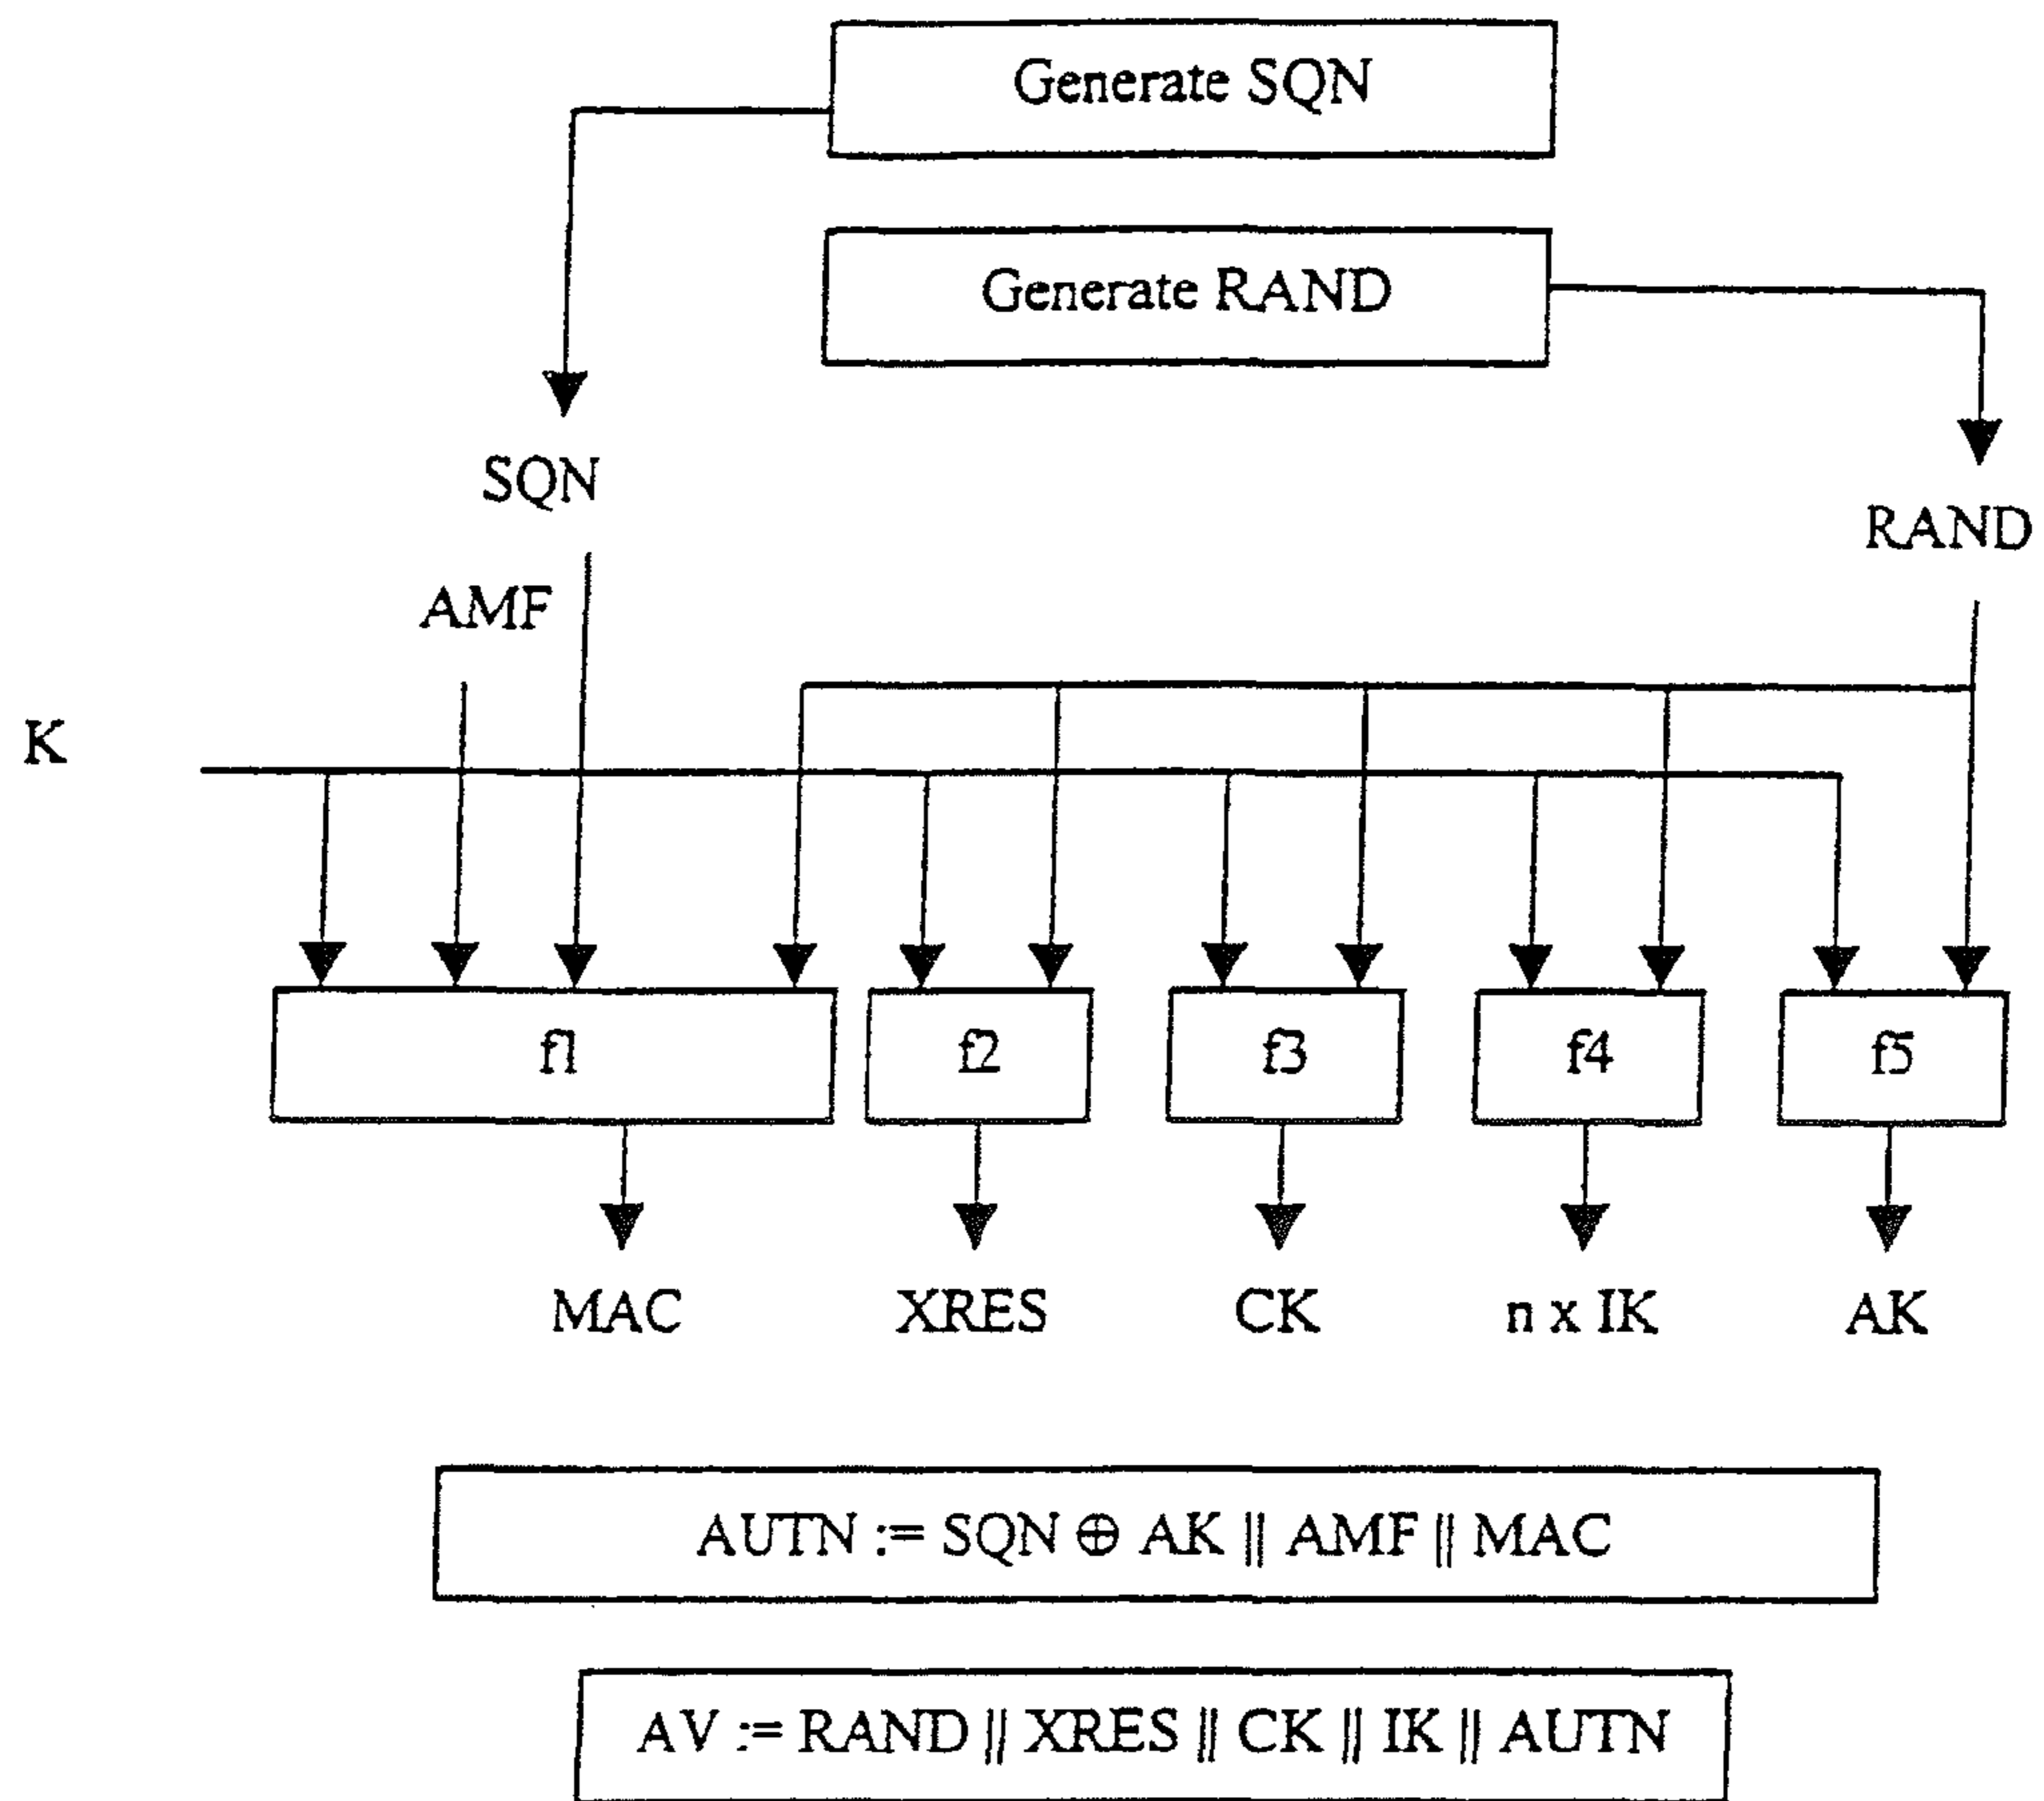 Generate SQN
Generate RAND
SQN
RAND
AMF
K
f1 f2 f3 f4 f5
MAC XRES CK n x IK AK
AUTN := SQN ⊕ AK || AMF || MAC
AV := RAND || XRES || CK || IK || AUTN